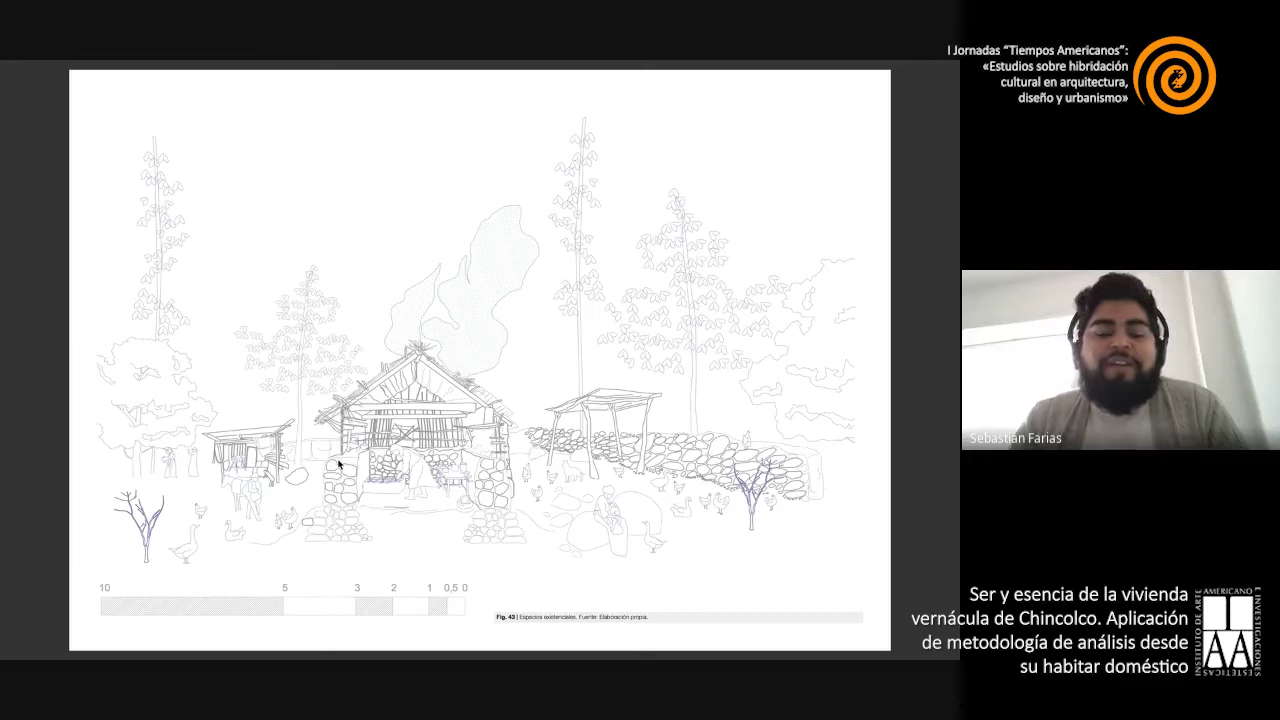 I Jornadas "Tiempos Americanos":
«Estudios sobre hibridación
cultural en arquitectura,
diseño y urbanismo»
Sebastián Farias
10 5 3 2 1 0,5 0
Fig. 43 | Espacios existenciales, Fuente: Elaboración propia.
Ser y esencia de la vivienda
vernácula de Chincolco. Aplicación
de metodología de análisis desde
su habitar doméstico
INSTITUTO DE ARTE
AMERICANO
E INVESTIGACIONES
ESTETICAS
IAA